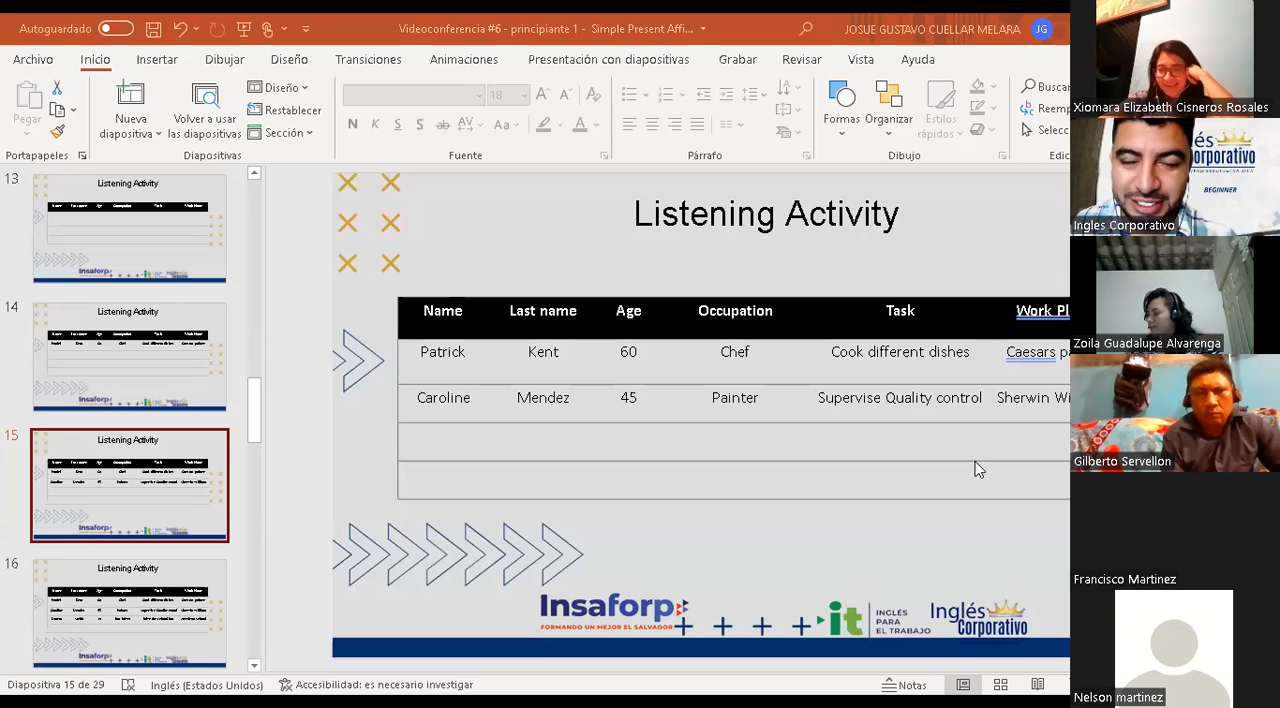 Autoguardado
Videoconferencia #6 - principiante 1 - Simple Present Affi...
JOSUE GUSTAVO CUELLAR MELARA
JG
Archivo Inicio Insertar Dibujar Diseño Transiciones Animaciones Presentación con diapositivas Grabar Revisar Vista Ayuda
Pegar
Nueva diapositiva
Volver a usar las diapositivas
Diseño
Restablecer
Sección
18
N K S S ab AV Aa A
Formas
Organizar
Estilos rápidos
Portapapeles
Diapositivas
Fuente
Párrafo
Dibujo
13
Listening Activity
14
Listening Activity
15
Listening Activity
16
Listening Activity
Listening Activity
Name Last name Age Occupation Task Work Pl
Patrick Kent 60 Chef Cook different dishes Caesars pa
Caroline Mendez 45 Painter Supervise Quality control Sherwin Wi
Insaforp
FORMANDO UN MEJOR EL SALVADOR
it INGLÉS PARA EL TRABAJO
Inglés Corporativo
Diapositiva 15 de 29
Inglés (Estados Unidos)
Accesibilidad: es necesario investigar
Notas
Xiomara Elizabeth Cisneros Rosales
BEGINNER
Ingles Corporativo
Zoila Guadalupe Alvarenga
Gilberto Servellon
Francisco Martinez
Nelson martinez